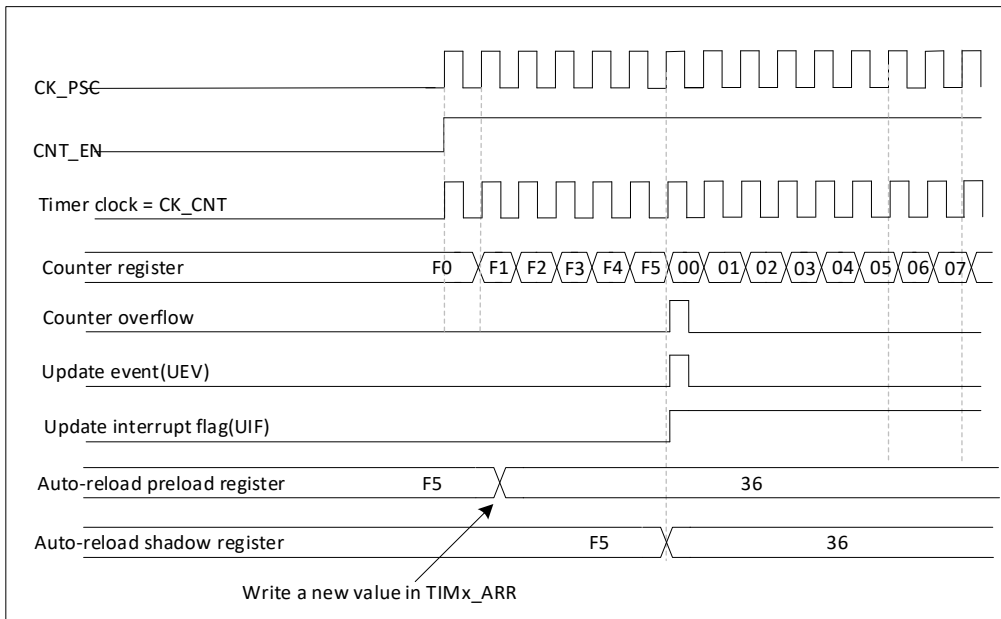 CK_PSC
CNT_EN
Timer clock = CK_CNT
Counter register F0 F1 F2 F3 F4 F5 00 01 02 03 04 05 06 07
Counter overflow
Update event(UEV)
Update interrupt flag(UIF)
Auto-reload preload register F5 36
Auto-reload shadow register F5 36
Write a new value in TIMx_ARR